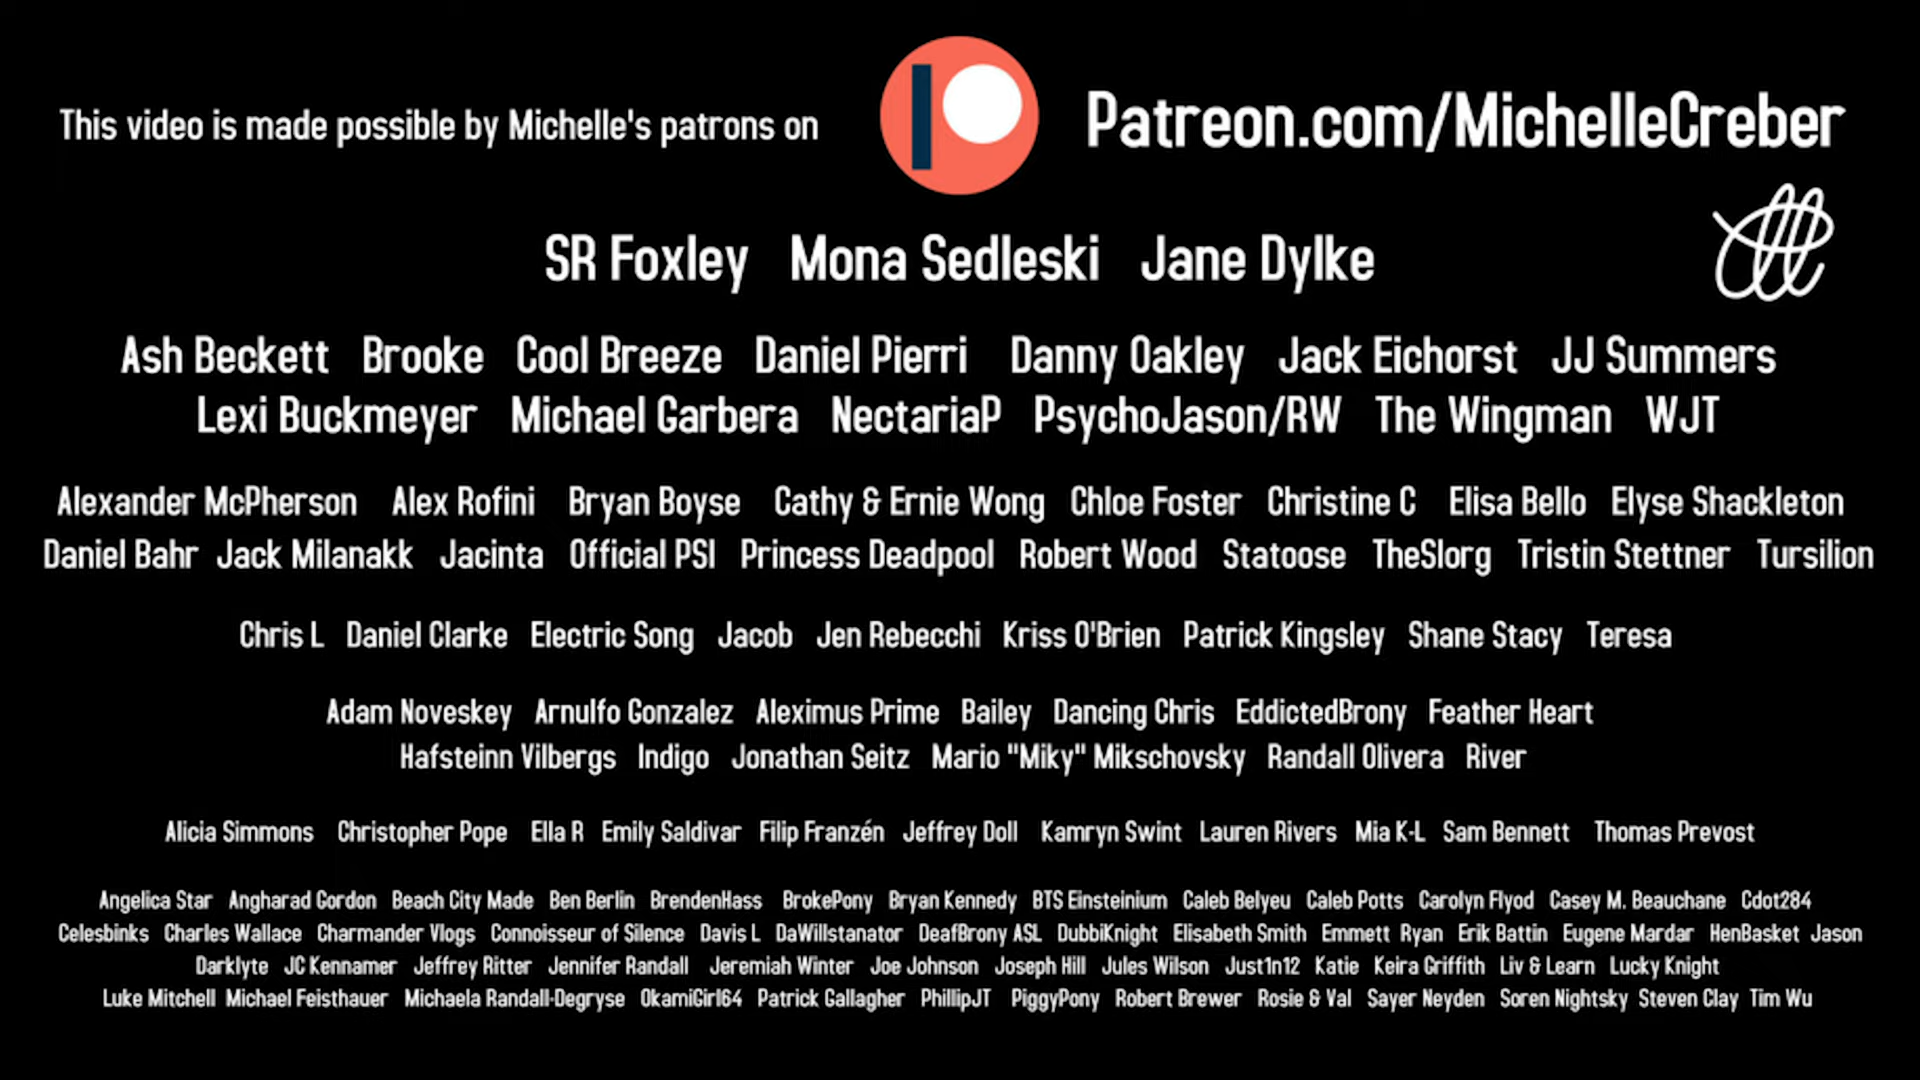 This video is made possible by Michelle's patrons on Patreon.com/MichelleCreber
SR Foxley Mona Sedleski Jane Dylke
Ash Beckett Brooke Cool Breeze Daniel Pierri Danny Oakley Jack Eichorst JJ Summers
Lexi Buckmeyer Michael Garbera NectariaP PsychoJason/RW The Wingman WJT
Alexander McPherson Alex Rofini Bryan Boyse Cathy & Ernie Wong Chloe Foster Christine C Elisa Bello Elyse Shackleton
Daniel Bahr Jack Milanakk Jacinta Official PSI Princess Deadpool Robert Wood Statoose TheSlorg Tristin Stettner Tursilion
Chris L Daniel Clarke Electric Song Jacob Jen Rebecchi Kriss O'Brien Patrick Kingsley Shane Stacy Teresa
Adam Noveskey Arnulfo Gonzalez Aleximus Prime Bailey Dancing Chris EddictedBrony Feather Heart
Hafsteinn Vilbergs Indigo Jonathan Seitz Mario "Miky" Mikschovsky Randall Olivera River
Alicia Simmons Christopher Pope Ella R Emily Saldivar Filip Franzén Jeffrey Doll Kamryn Swint Lauren Rivers Mia K-L Sam Bennett Thomas Prevost
Angelica Star Angharad Gordon Beach City Made Ben Berlin BrendenHass BrokePony Bryan Kennedy BTS Einsteinium Caleb Belyeu Caleb Potts Carolyn Flyod Casey M. Beauchane Cdot284
Celesbinks Charles Wallace Charmander Vlogs Connoisseur of Silence Davis L DaWillstanator DeafBrony ASL DubbiKnight Elisabeth Smith Emmett Ryan Erik Battin Eugene Mardar HenBasket Jason
Darklyte JC Kennamer Jeffrey Ritter Jennifer Randall Jeremiah Winter Joe Johnson Joseph Hill Jules Wilson Just1n12 Katie Keira Griffith Liv & Learn Lucky Knight
Luke Mitchell Michael Feisthauer Michaela Randall-Degryse OkamiGirl64 Patrick Gallagher PhillipJT PiggyPony Robert Brewer Rosie & Val Sayer Neyden Soren Nightsky Steven Clay Tim Wu